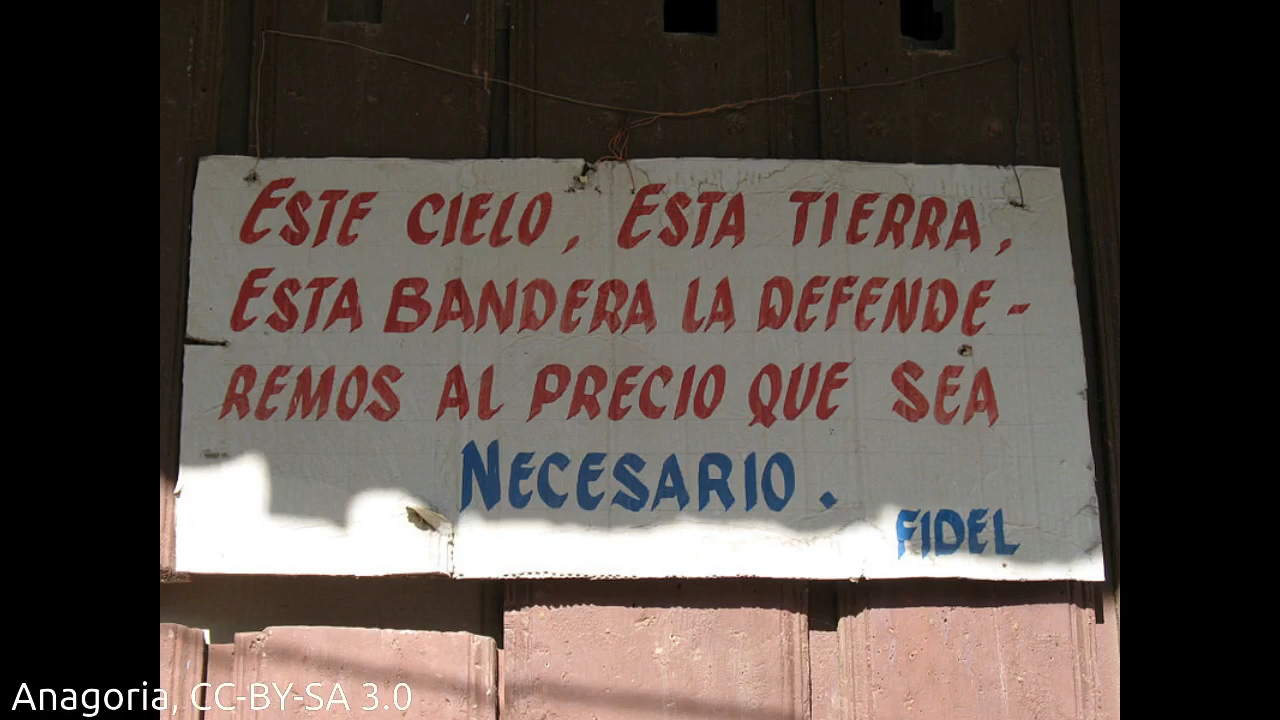 ESTE CIELO, ESTA TIERRA,
ESTA BANDERA LA DEFENDE-
REMOS AL PRECIO QUE SEA
NECESARIO.
FIDEL
Anagoria, CC-BY-SA 3.0